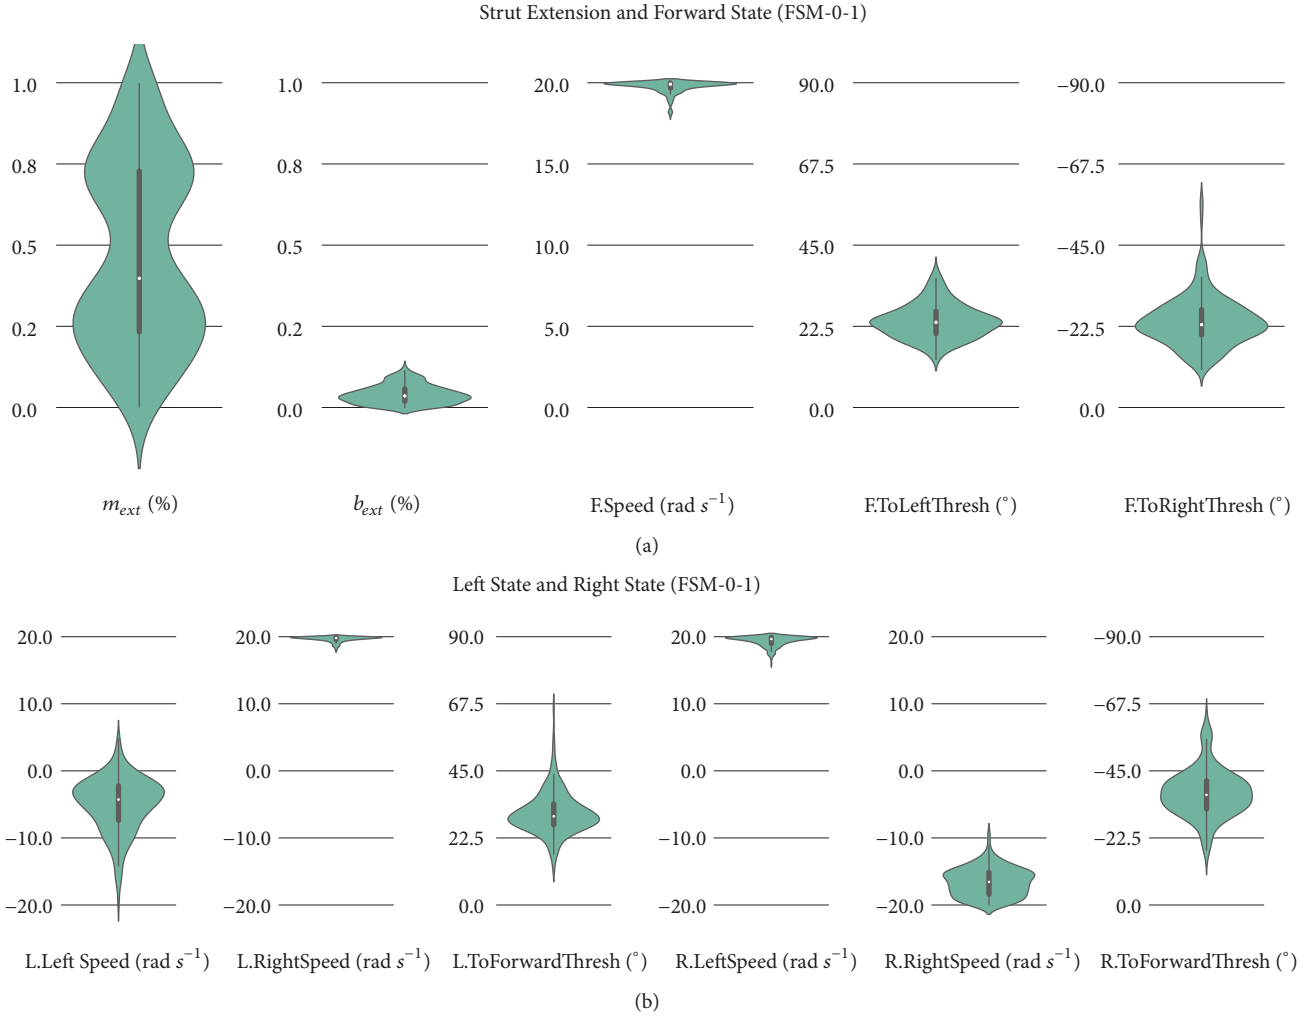 Strut Extension and Forward State (FSM-0-1)
1.0 1.0 20.0 90.0 −90.0
0.8 0.8 15.0 67.5 −67.5
0.5 0.5 10.0 45.0 −45.0
0.2 0.2 5.0 22.5 −22.5
0.0 0.0 0.0 0.0 0.0
m_ext (%) b_ext (%) F.Speed (rad s⁻¹) F.ToLeftThresh (°) F.ToRightThresh (°)
(a)
Left State and Right State (FSM-0-1)
20.0 20.0 90.0 20.0 20.0 −90.0
10.0 10.0 67.5 10.0 10.0 −67.5
0.0 0.0 45.0 0.0 0.0 −45.0
−10.0 −10.0 22.5 −10.0 −10.0 −22.5
−20.0 −20.0 0.0 −20.0 −20.0 0.0
L.Left Speed (rad s⁻¹) L.RightSpeed (rad s⁻¹) L.ToForwardThresh (°) R.LeftSpeed (rad s⁻¹) R.RightSpeed (rad s⁻¹) R.ToForwardThresh (°)
(b)